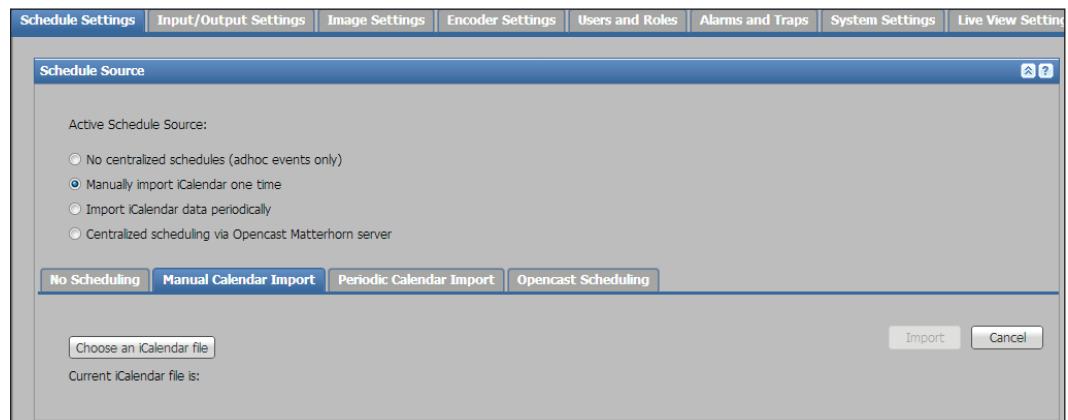 Schedule Settings Input/Output Settings Image Settings Encoder Settings Users and Roles Alarms and Traps System Settings Live View Setting
Schedule Source ?
Active Schedule Source:
No centralized schedules (adhoc events only)
Manually import iCalendar one time
Import iCalendar data periodically
Centralized scheduling via Opencast Matterhorn server
No Scheduling Manual Calendar Import Periodic Calendar Import Opencast Scheduling
Choose an iCalendar file Import Cancel
Current iCalendar file is: